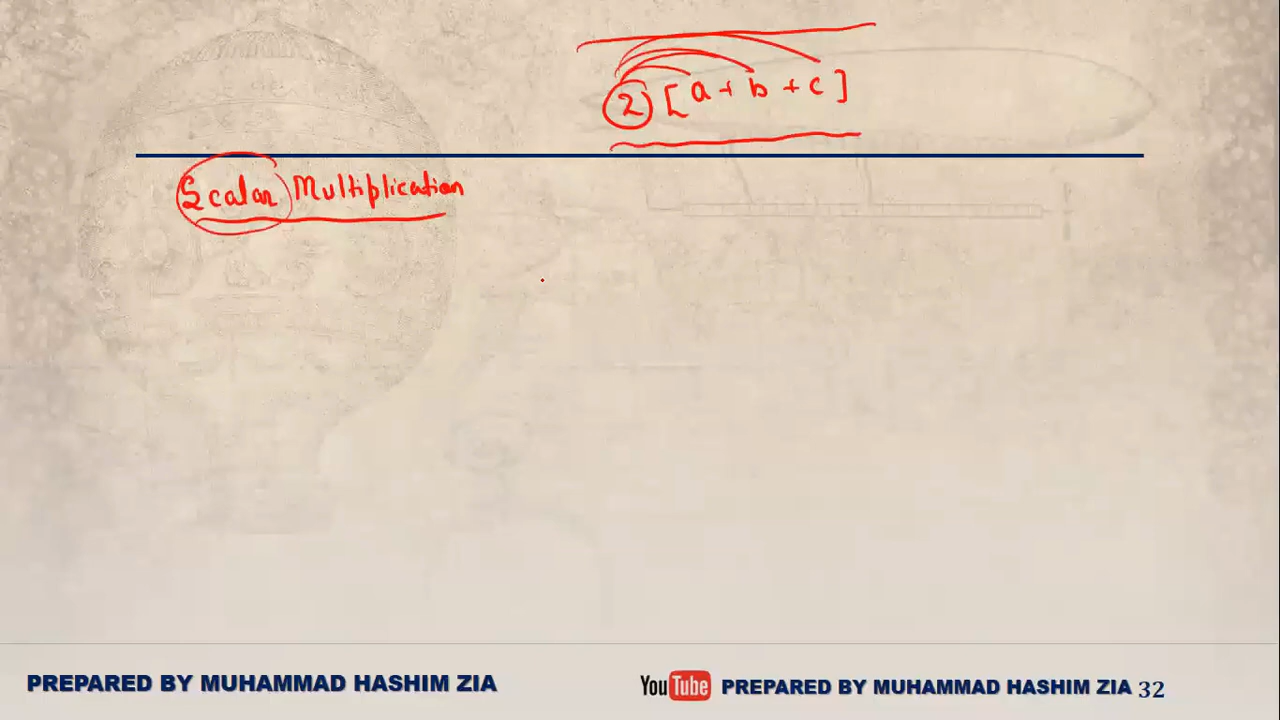 2 [a + b + c]
Scalar Multiplication
PREPARED BY MUHAMMAD HASHIM ZIA
YouTube PREPARED BY MUHAMMAD HASHIM ZIA 32